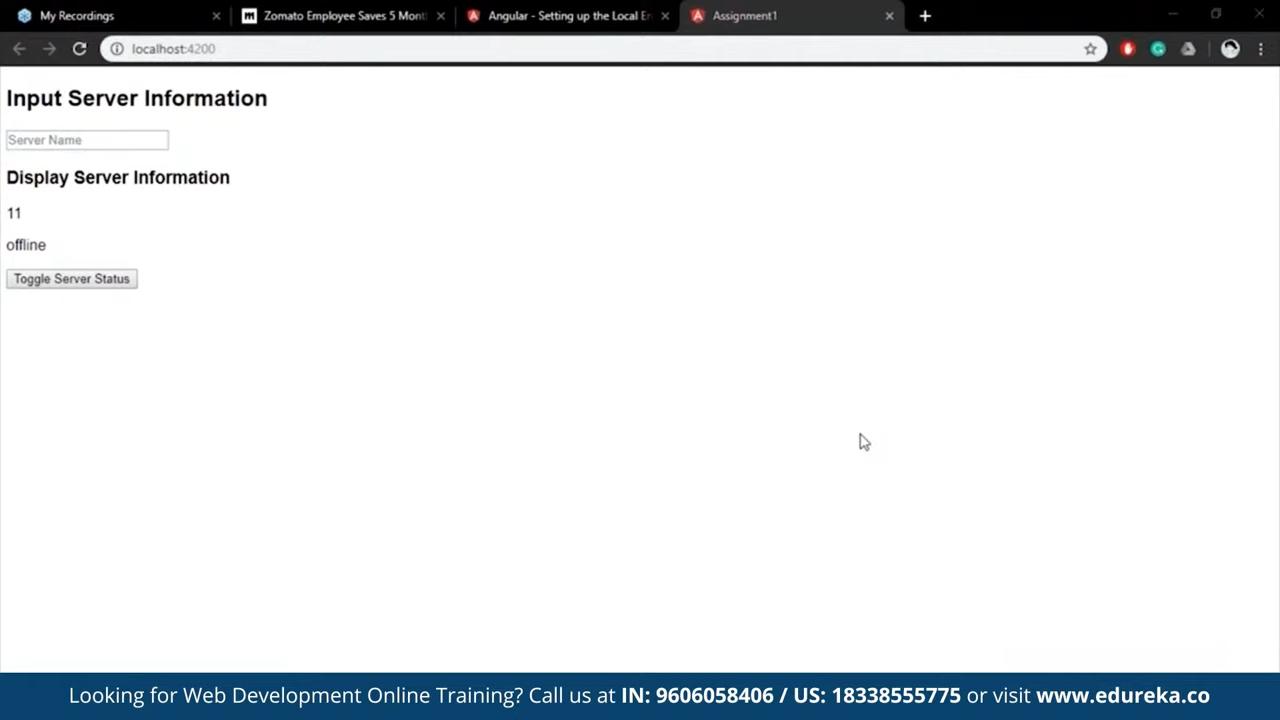 My Recordings
Zomato Employee Saves 5 Mont
Angular - Setting up the Local En
Assignment1
localhost:4200
Input Server Information
Server Name
Display Server Information
11
offline
Toggle Server Status
Looking for Web Development Online Training? Call us at IN: 9606058406 / US: 18338555775 or visit www.edureka.co